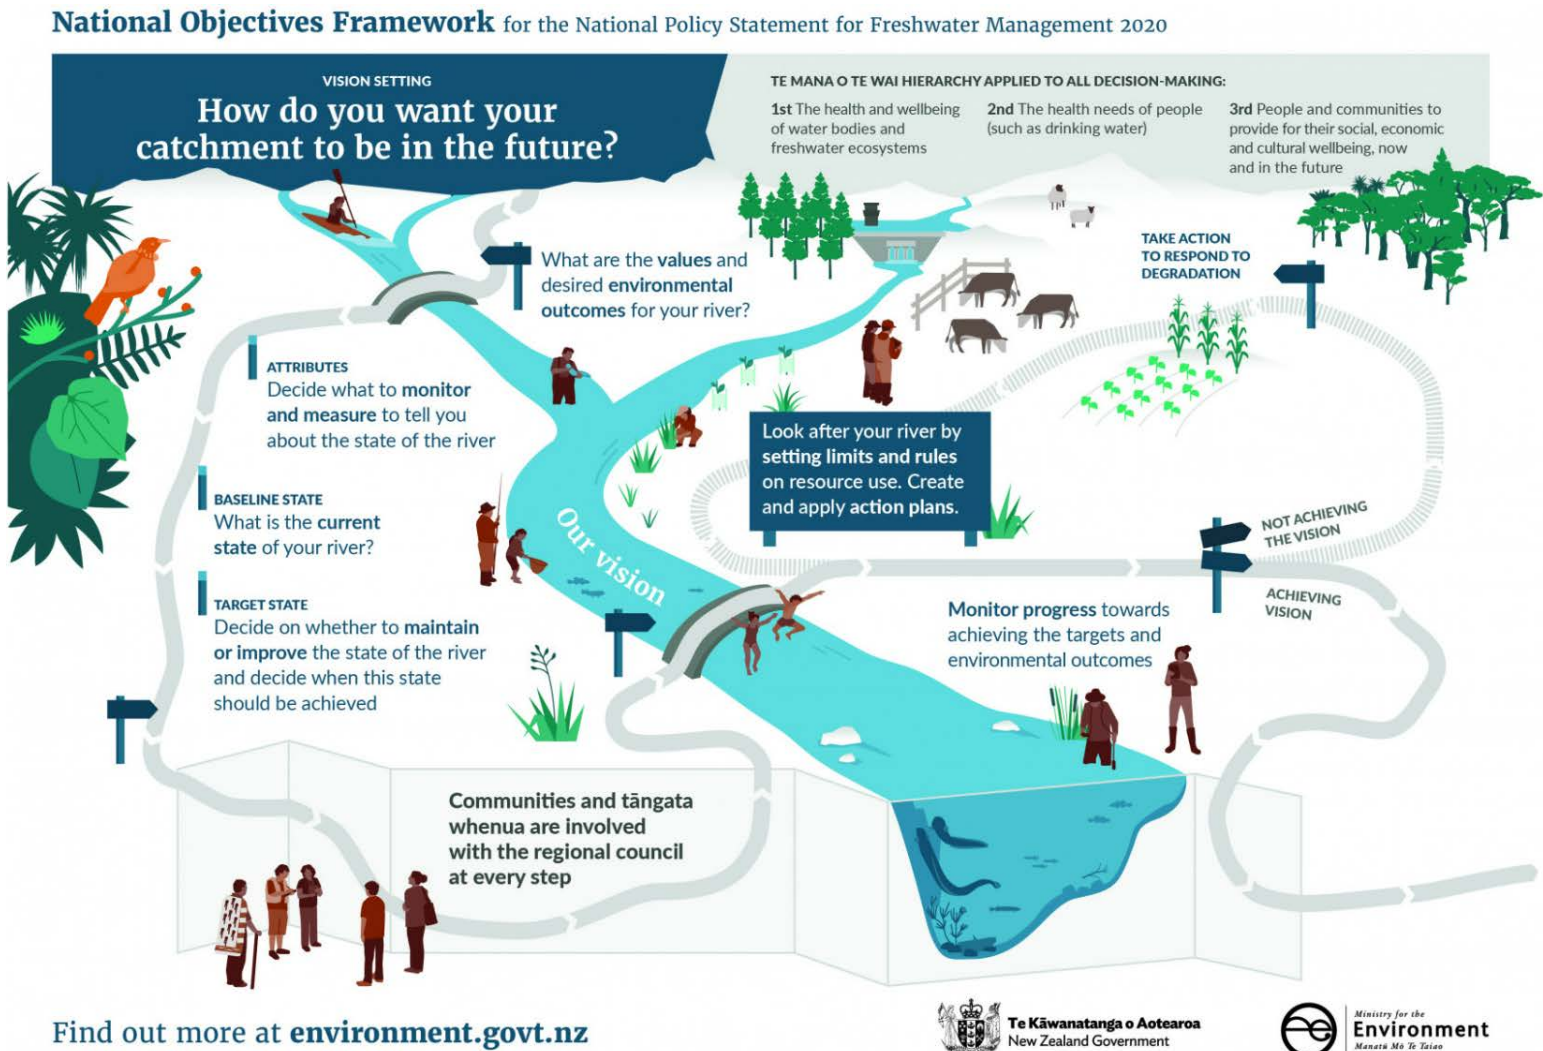 National Objectives Framework for the National Policy Statement for Freshwater Management 2020
VISION SETTING
How do you want your
catchment to be in the future?
TE MANA O TE WAI HIERARCHY APPLIED TO ALL DECISION-MAKING:
1st The health and wellbeing
of water bodies and
freshwater ecosystems
2nd The health needs of people
(such as drinking water)
3rd People and communities to
provide for their social, economic
and cultural wellbeing, now
and in the future
What are the values and
desired environmental
outcomes for your river?
TAKE ACTION
TO RESPOND TO
DEGRADATION
ATTRIBUTES
Decide what to monitor
and measure to tell you
about the state of the river
Look after your river by
setting limits and rules
on resource use. Create
and apply action plans.
BASELINE STATE
What is the current
state of your river?
Our vision
NOT ACHIEVING
THE VISION
ACHIEVING
VISION
TARGET STATE
Decide on whether to maintain
or improve the state of the river
and decide when this state
should be achieved
Monitor progress towards
achieving the targets and
environmental outcomes
Communities and tāngata
whenua are involved
with the regional council
at every step
Find out more at environment.govt.nz
Te Kāwanatanga o Aotearoa
New Zealand Government
Ministry for the
Environment
Manatū Mō Te Taiao